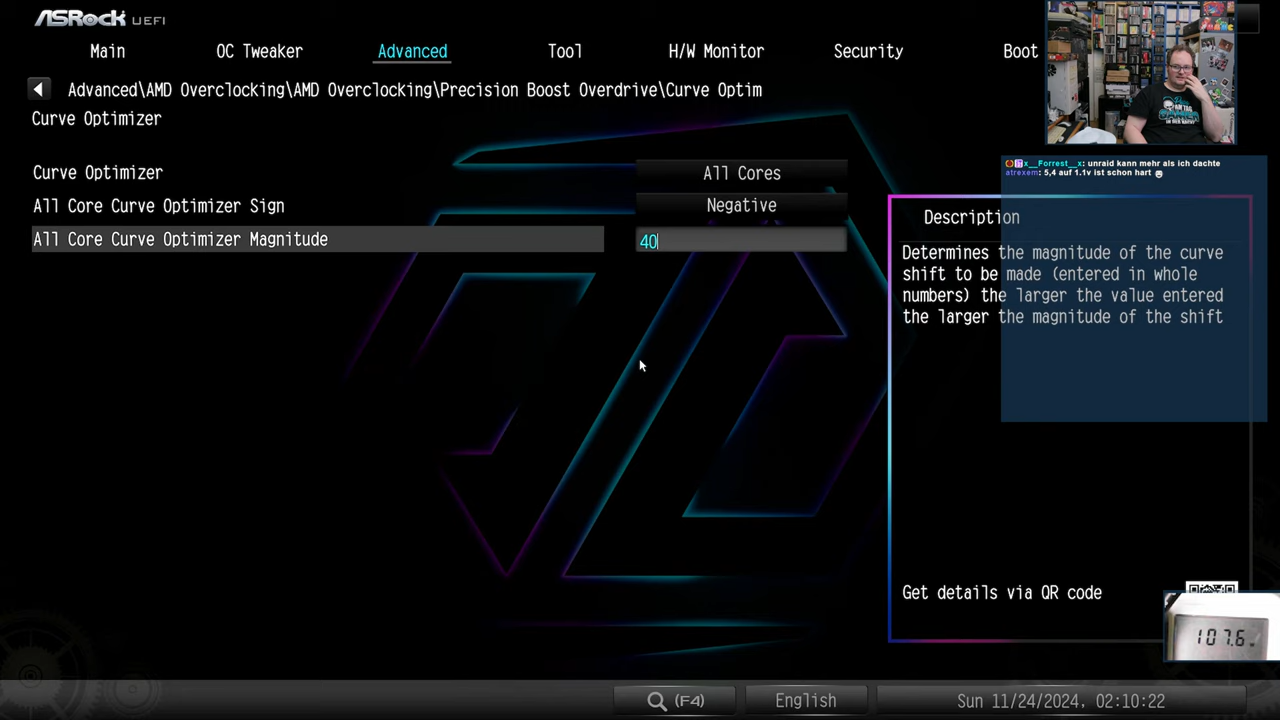 ASRock UEFI
Main
OC Tweaker
Advanced
Tool
H/W Monitor
Security
Boot
Advanced\AMD Overclocking\AMD Overclocking\Precision Boost Overdrive\Curve Optim
Curve Optimizer
Curve Optimizer
All Cores
All Core Curve Optimizer Sign
Negative
All Core Curve Optimizer Magnitude
40
x__Forrest__x: unraid kann mehr als ich dachte
atrexem: 5,4 auf 1.1v ist schon hart
Description
Determines the magnitude of the curve
shift to be made (entered in whole
numbers) the larger the value entered
the larger the magnitude of the shift
Get details via QR code
107.6
(F4)
English
Sun 11/24/2024, 02:10:22